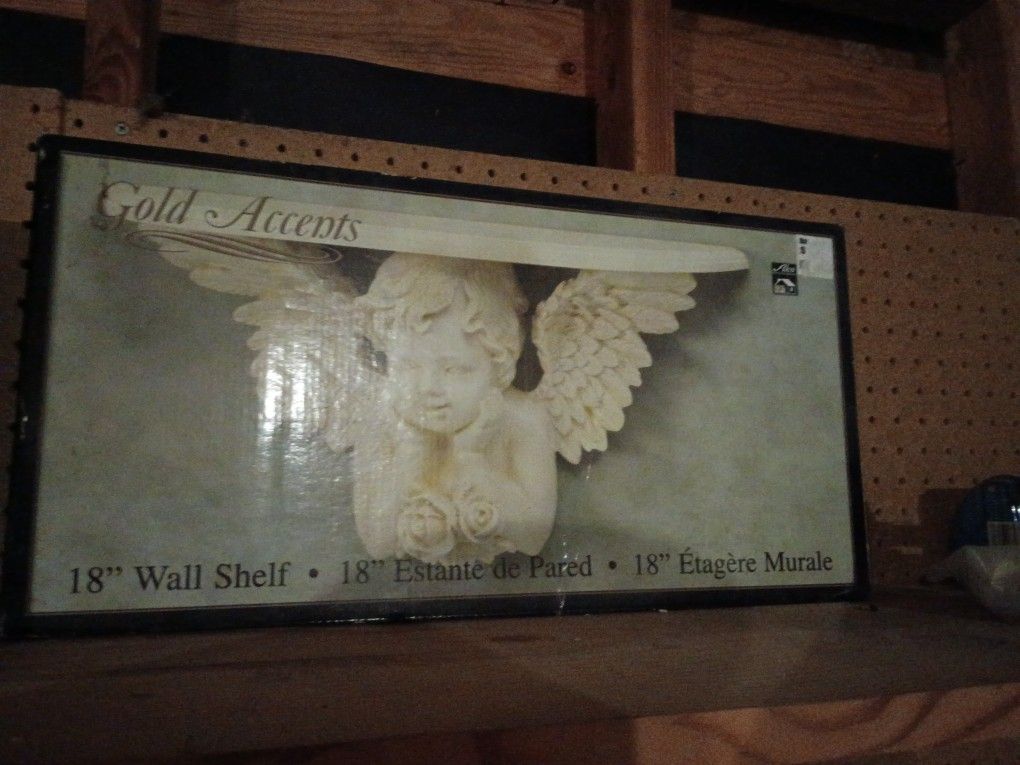 Gold Accents
18” Wall Shelf • 18” Estante de Pared • 18” Étagère Murale